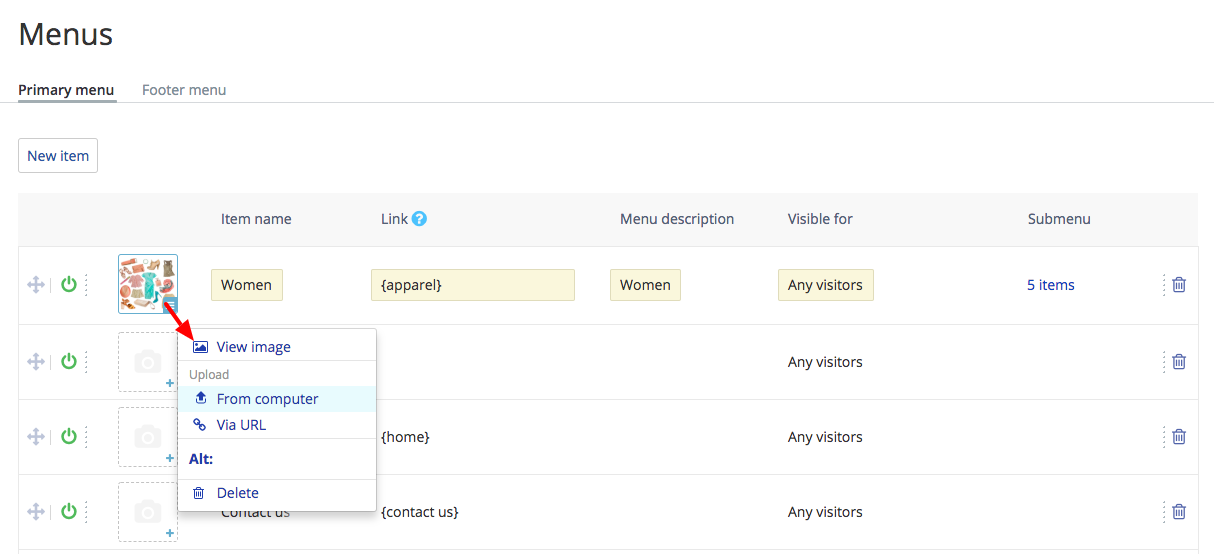 Menus
Primary menu Footer menu
New item
Item name Link ? Menu description Visible for Submenu
Women {apparel} Women Any visitors 5 items
View image
Any visitors
Upload
From computer
Via URL
{home} Any visitors
Alt:
Delete
Contact us {contact us} Any visitors